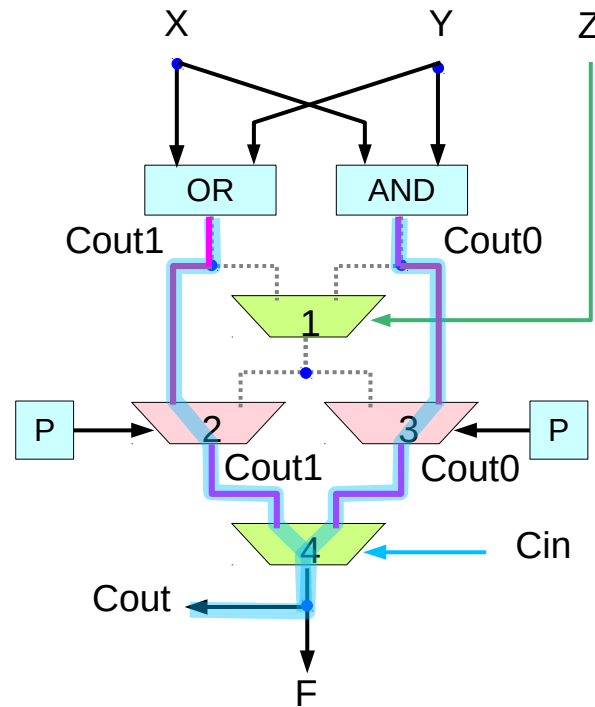 X Y Z
OR AND
Cout1 Cout0
1
P 2 3 P
Cout1 Cout0
4 Cin
Cout
F